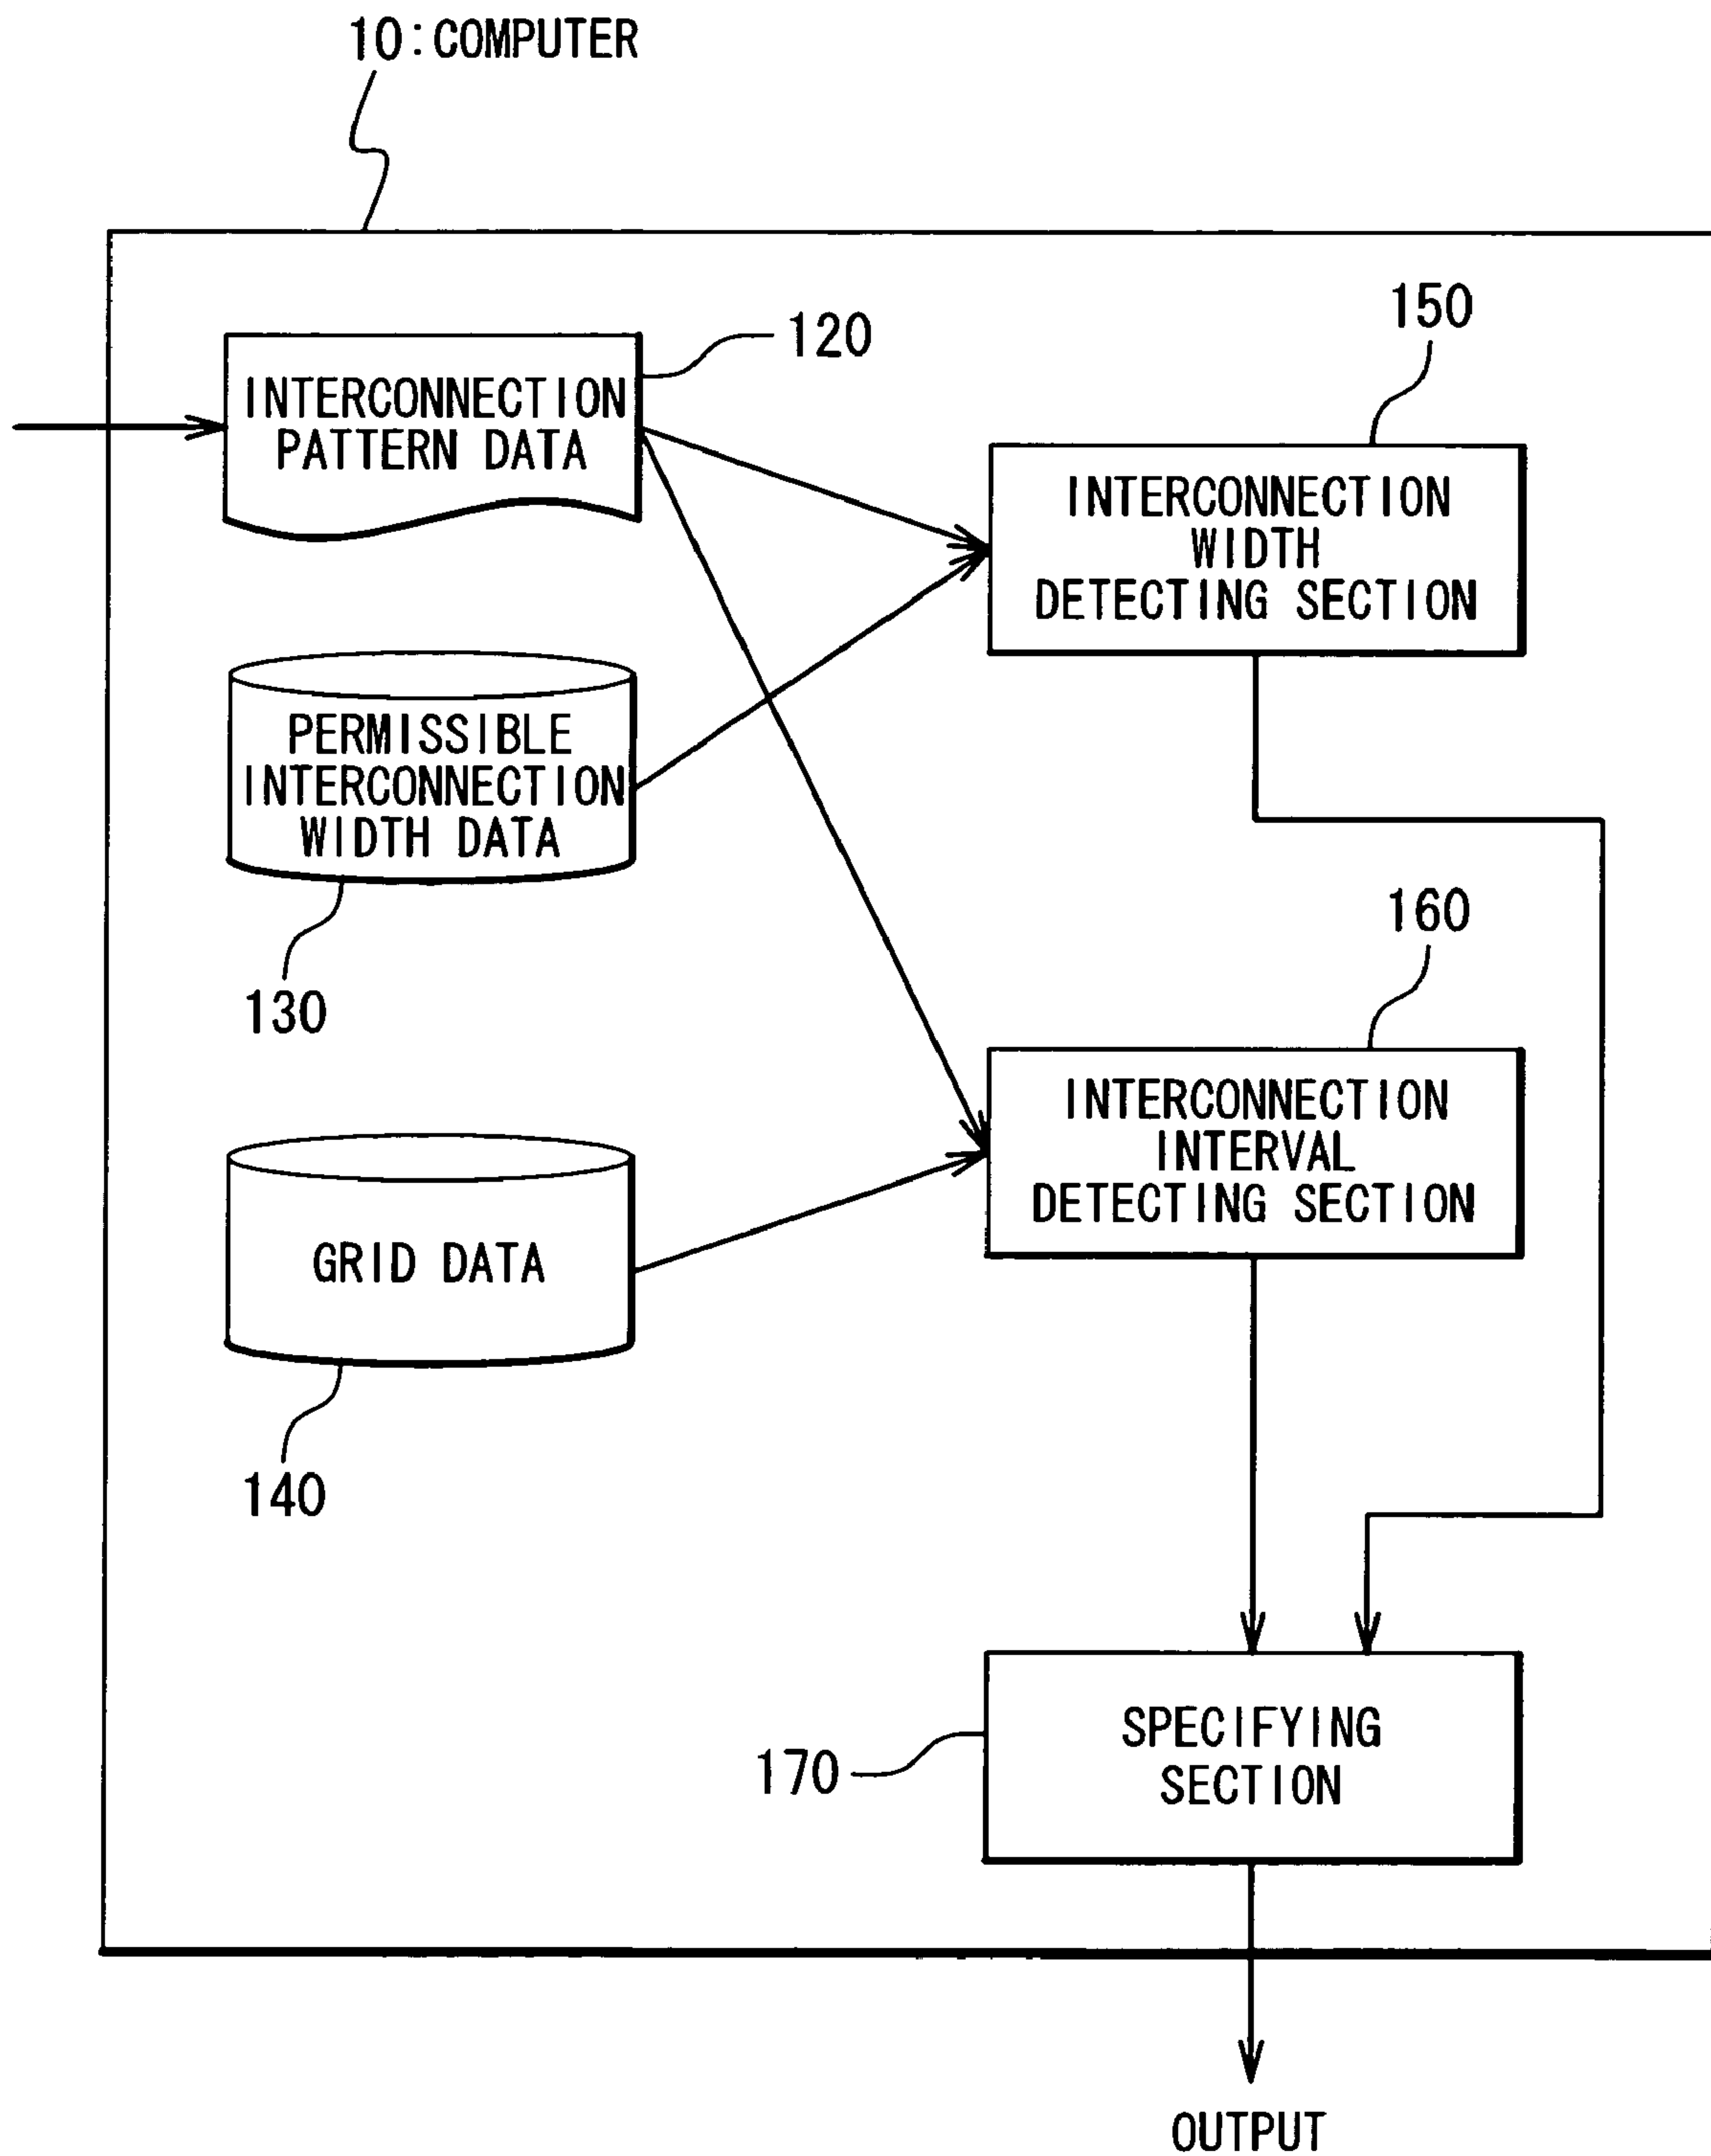 10:COMPUTER
120
INTERCONNECTION
PATTERN DATA
150
INTERCONNECTION
WIDTH
DETECTING SECTION
PERMISSIBLE
INTERCONNECTION
WIDTH DATA
130
160
INTERCONNECTION
INTERVAL
DETECTING SECTION
GRID DATA
140
170
SPECIFYING
SECTION
OUTPUT